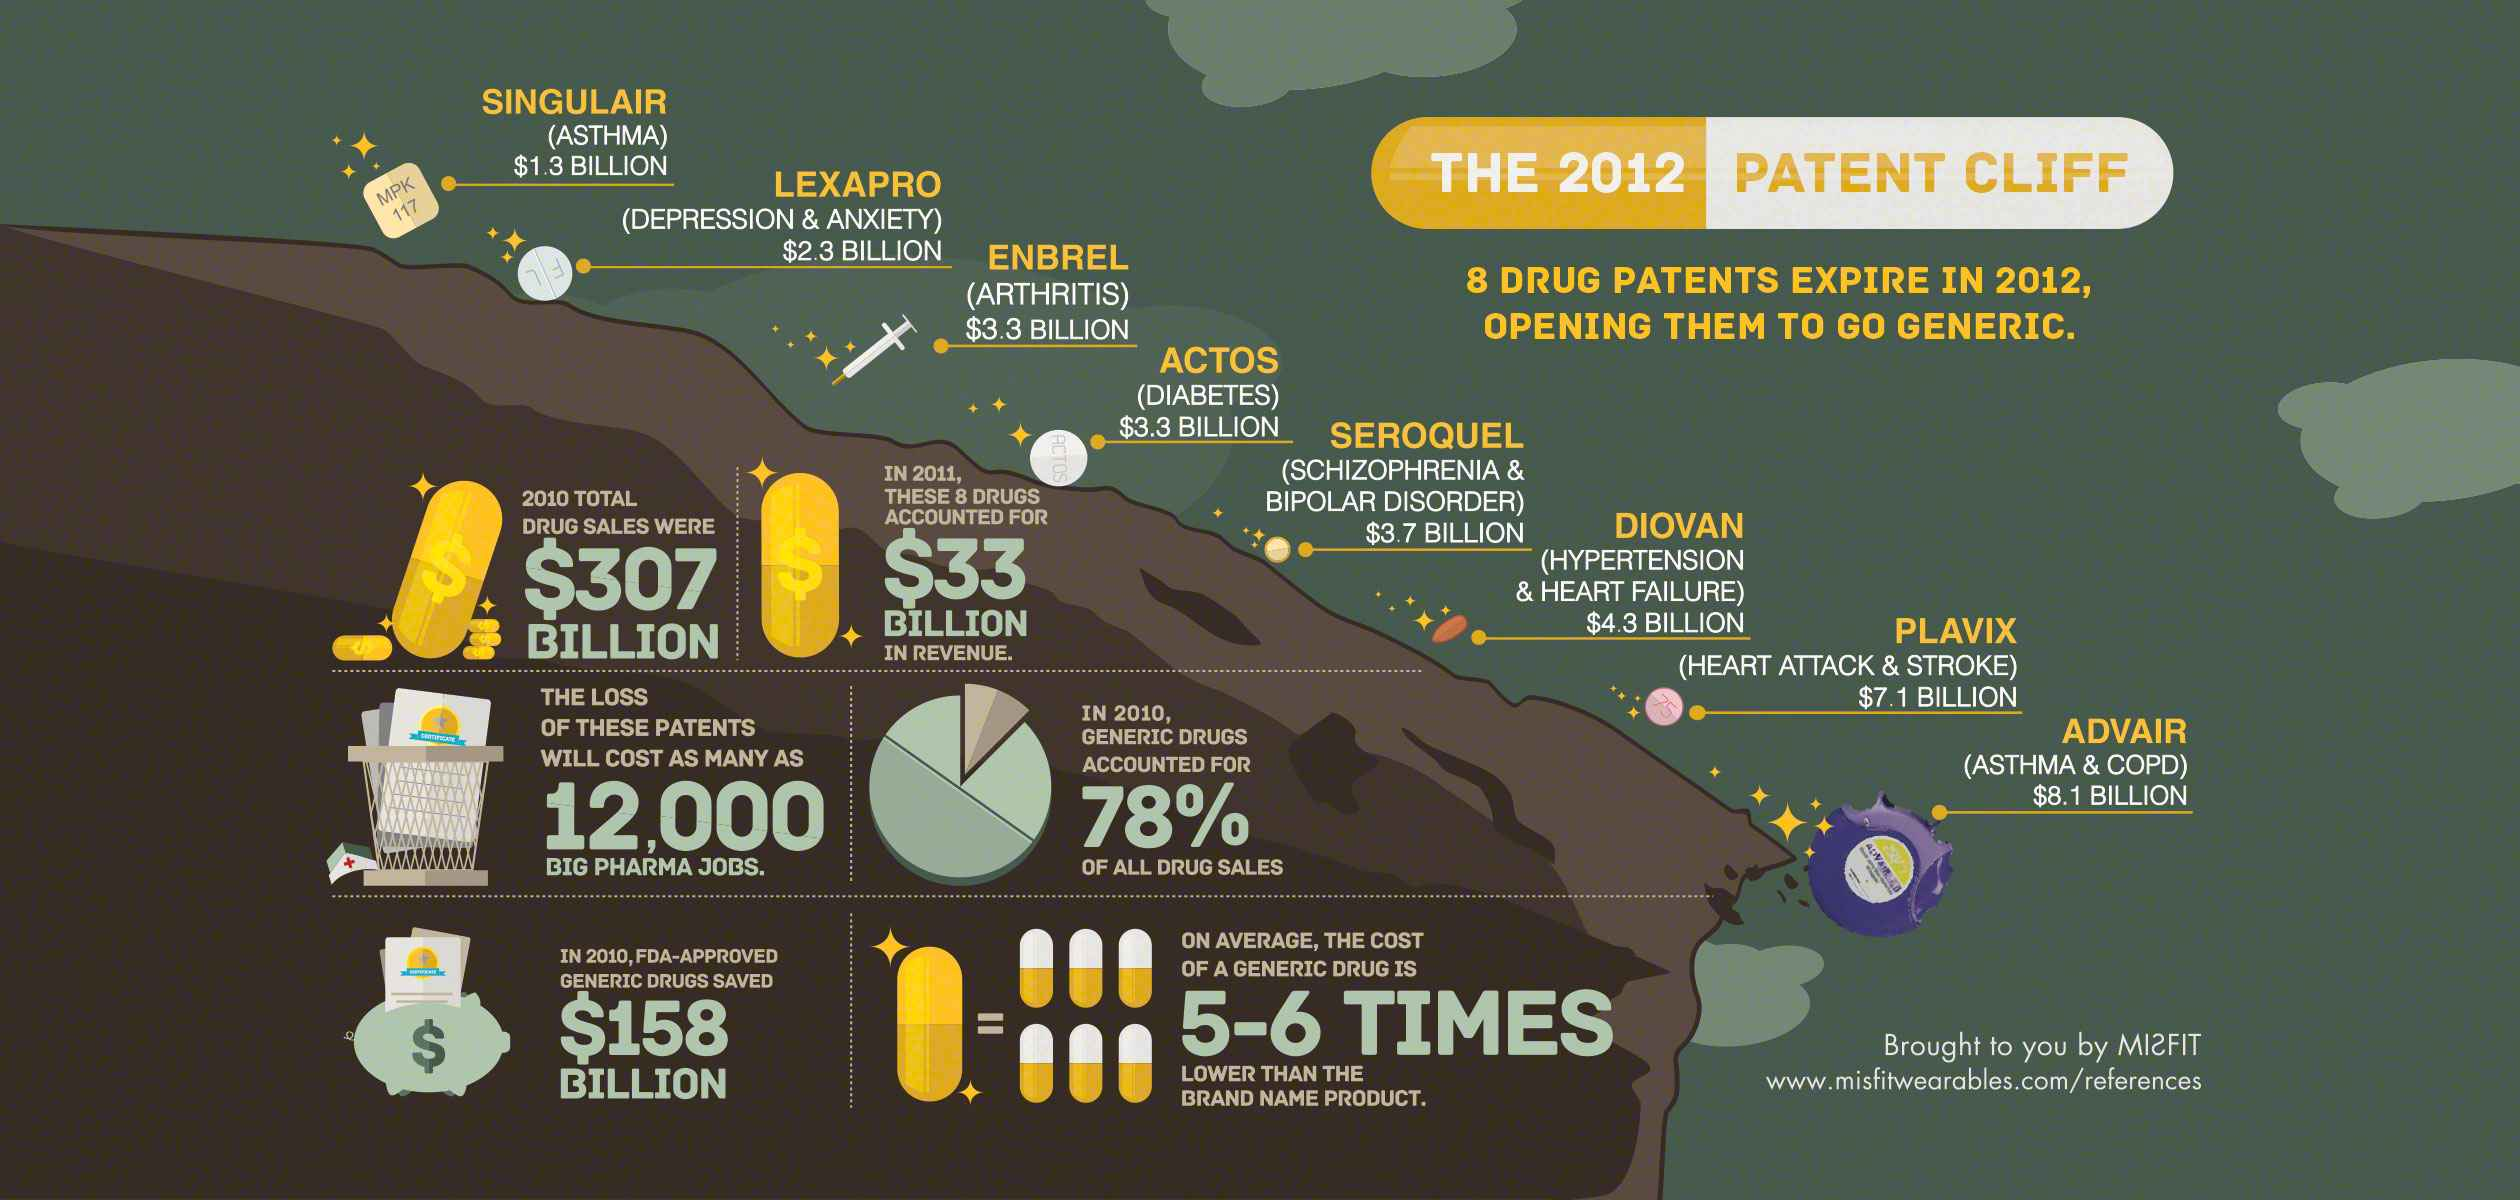 THE 2012 PATENT CLIFF
8 DRUG PATENTS EXPIRE IN 2012,
OPENING THEM TO GO GENERIC.
SINGULAIR
(ASTHMA)
$1.3 BILLION
MPK
117
LEXAPRO
(DEPRESSION & ANXIETY)
$2.3 BILLION
F L
ENBREL
(ARTHRITIS)
$3.3 BILLION
ACTOS
(DIABETES)
$3.3 BILLION
ACTOS
SEROQUEL
(SCHIZOPHRENIA &
BIPOLAR DISORDER)
$3.7 BILLION
DIOVAN
(HYPERTENSION
& HEART FAILURE)
$4.3 BILLION
PLAVIX
(HEART ATTACK & STROKE)
$7.1 BILLION
75
ADVAIR
(ASTHMA & COPD)
$8.1 BILLION
ADVAIR
$
$
2010 TOTAL
DRUG SALES WERE
$307
BILLION
$
IN 2011,
THESE 8 DRUGS
ACCOUNTED FOR
$33
BILLION
IN REVENUE.
CERTIFICATE
THE LOSS
OF THESE PATENTS
WILL COST AS MANY AS
12,000
BIG PHARMA JOBS.
IN 2010,
GENERIC DRUGS
ACCOUNTED FOR
78%
OF ALL DRUG SALES
CERTIFICATE
$
IN 2010, FDA-APPROVED
GENERIC DRUGS SAVED
$158
BILLION
=
ON AVERAGE, THE COST
OF A GENERIC DRUG IS
5-6 TIMES
LOWER THAN THE
BRAND NAME PRODUCT.
Brought to you by MISFIT
www.misfitwearables.com/references